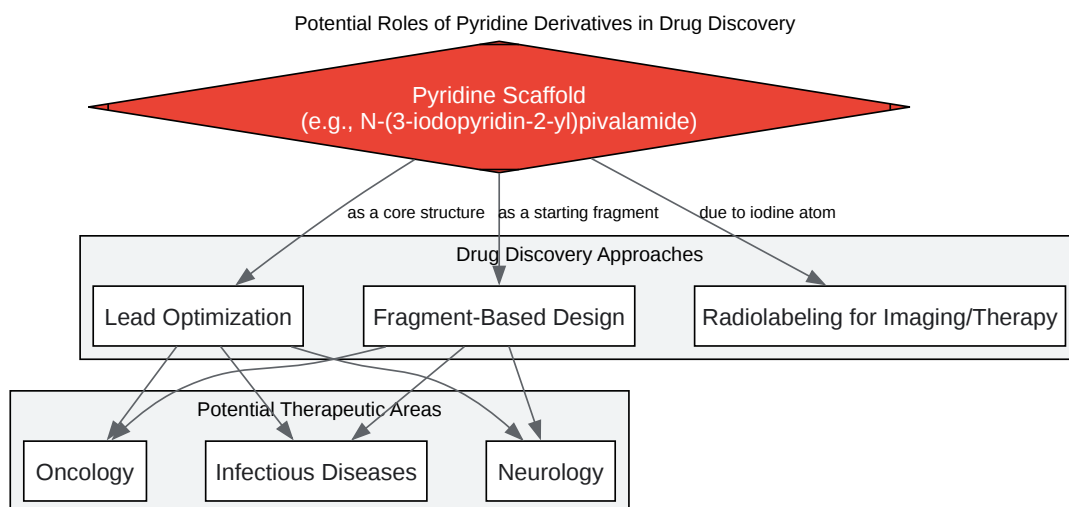 Potential Roles of Pyridine Derivatives in Drug Discovery
Pyridine Scaffold
(e.g., N-(3-iodopyridin-2-yl)pivalamide)
as a core structure
as a starting fragment
due to iodine atom
Drug Discovery Approaches
Lead Optimization
Fragment-Based Design
Radiolabeling for Imaging/Therapy
Potential Therapeutic Areas
Oncology
Infectious Diseases
Neurology